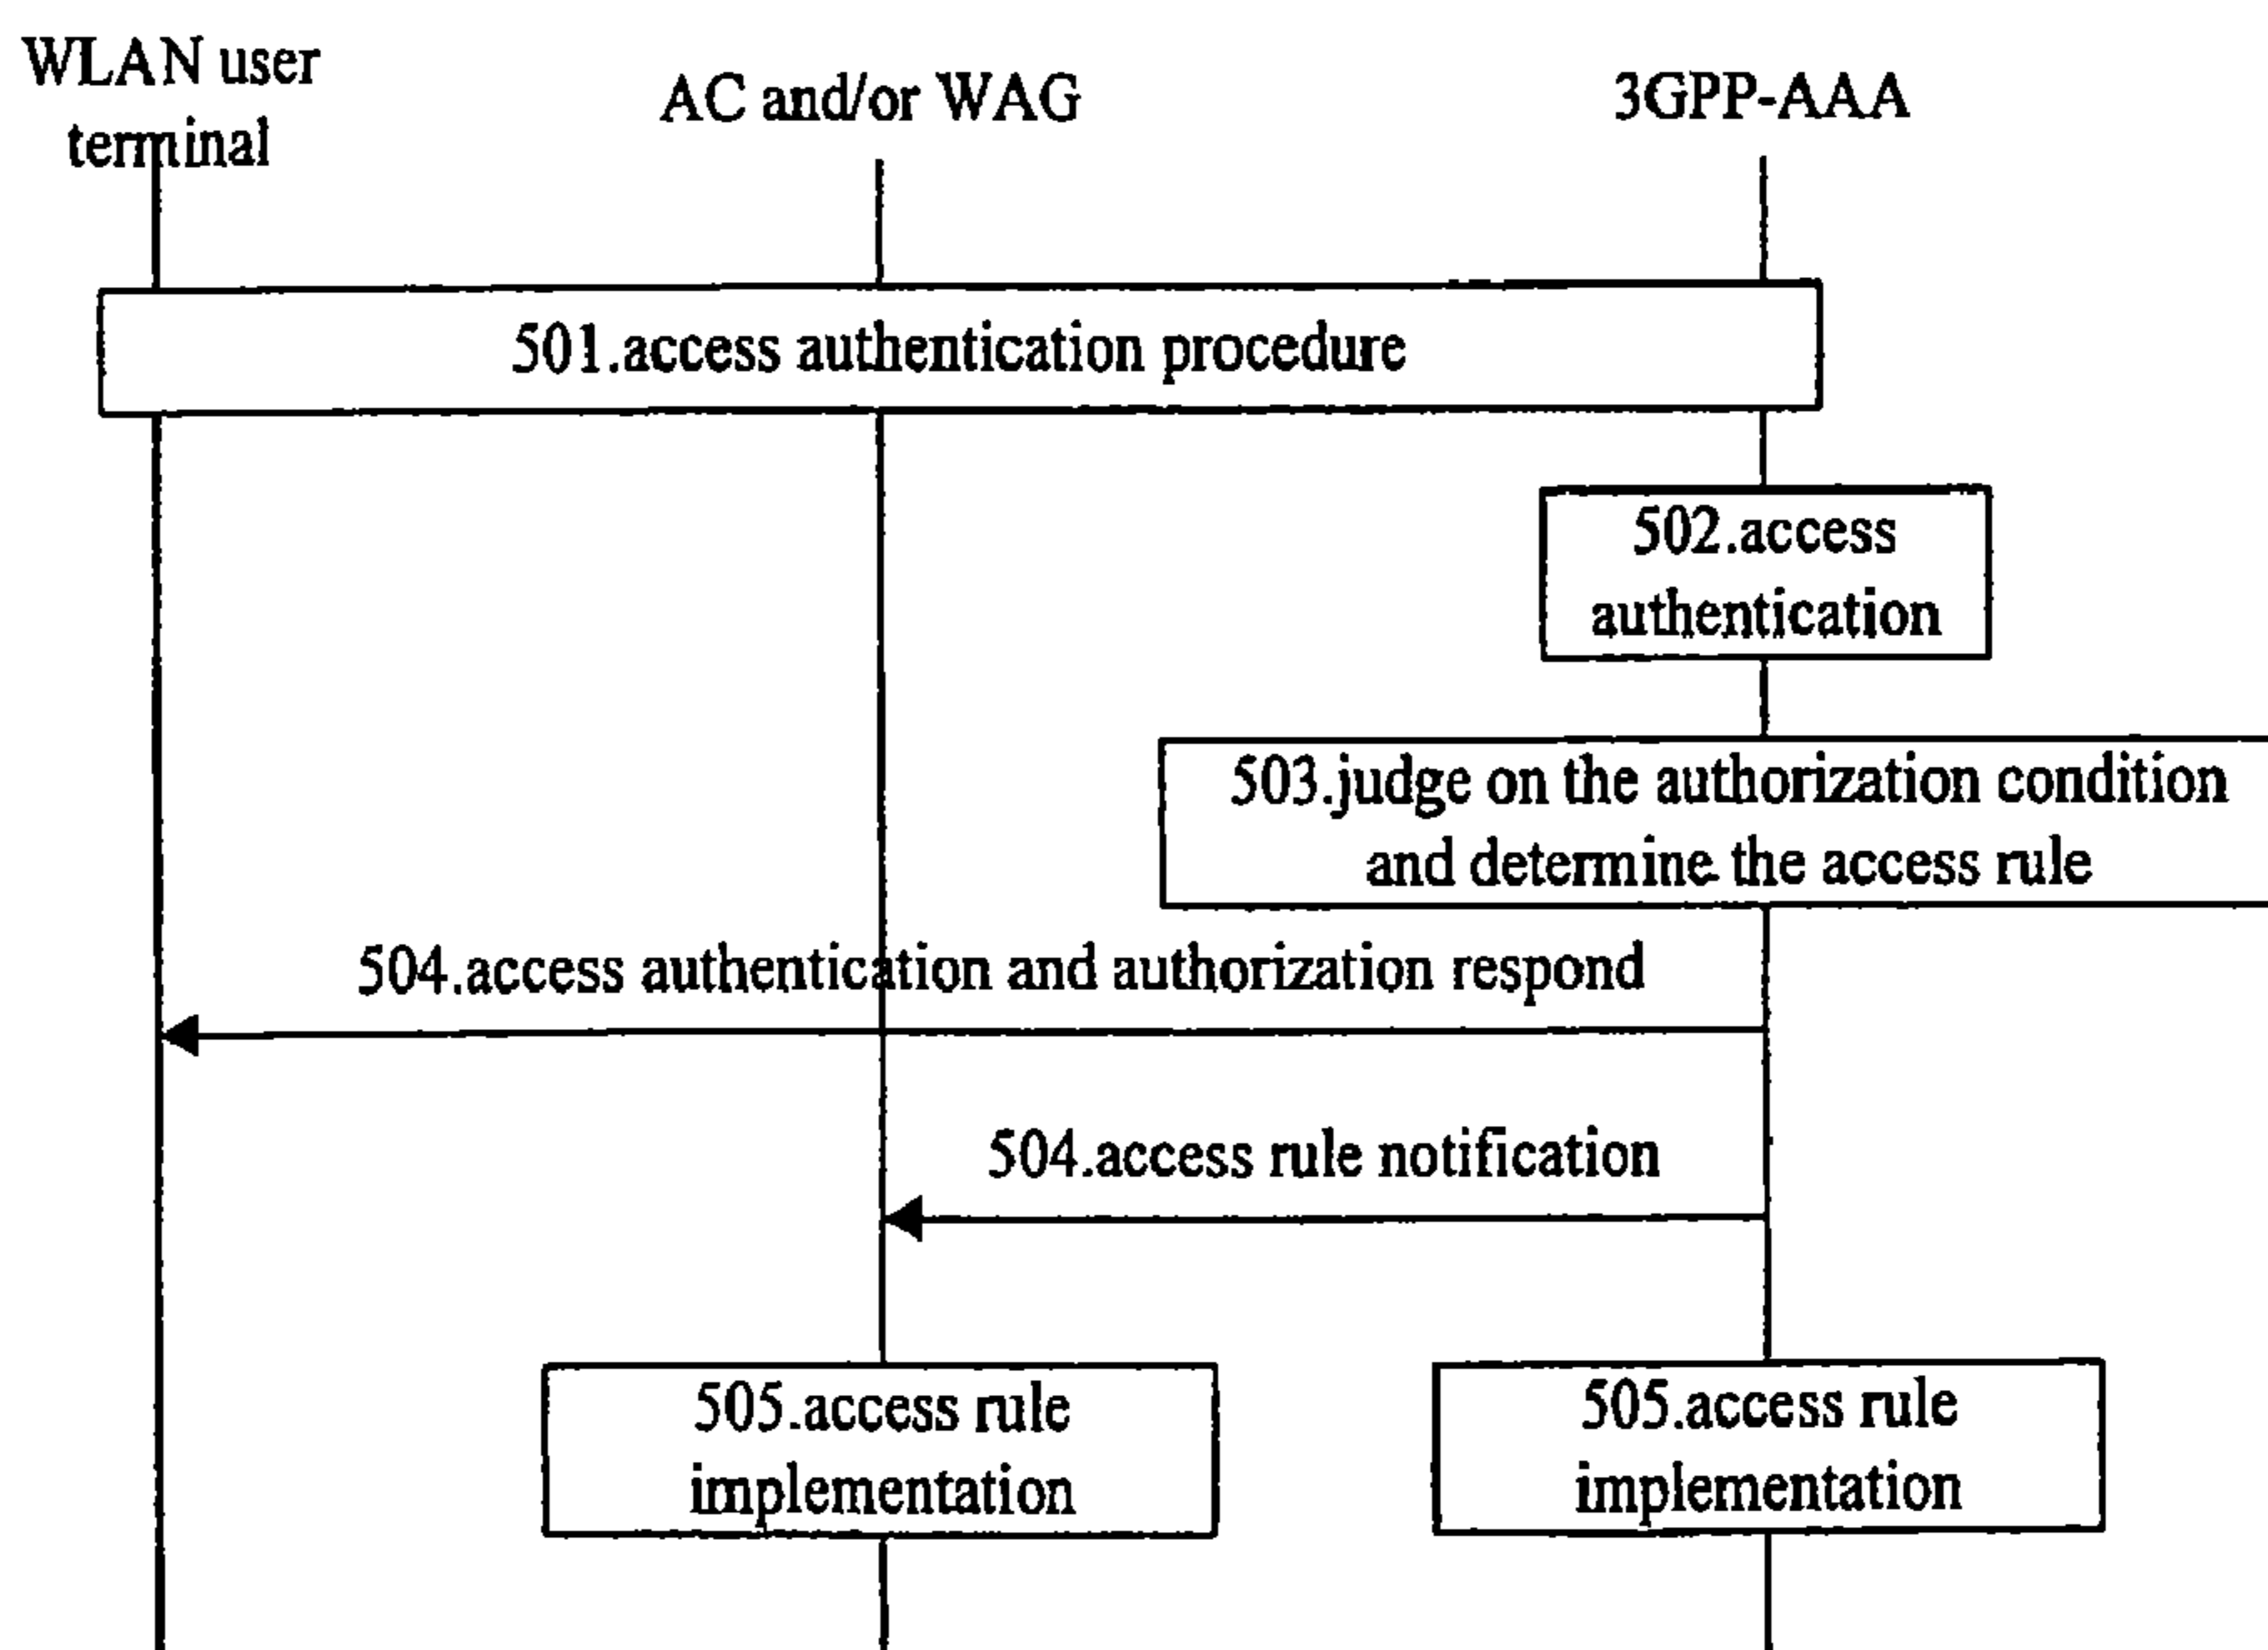 WLAN user
terminal
AC and/or WAG
3GPP-AAA
501.access authentication procedure
502.access
authentication
503.judge on the authorization condition
and determine the access rule
504.access authentication and authorization respond
504.access rule notification
505.access rule
implementation
505.access rule
implementation